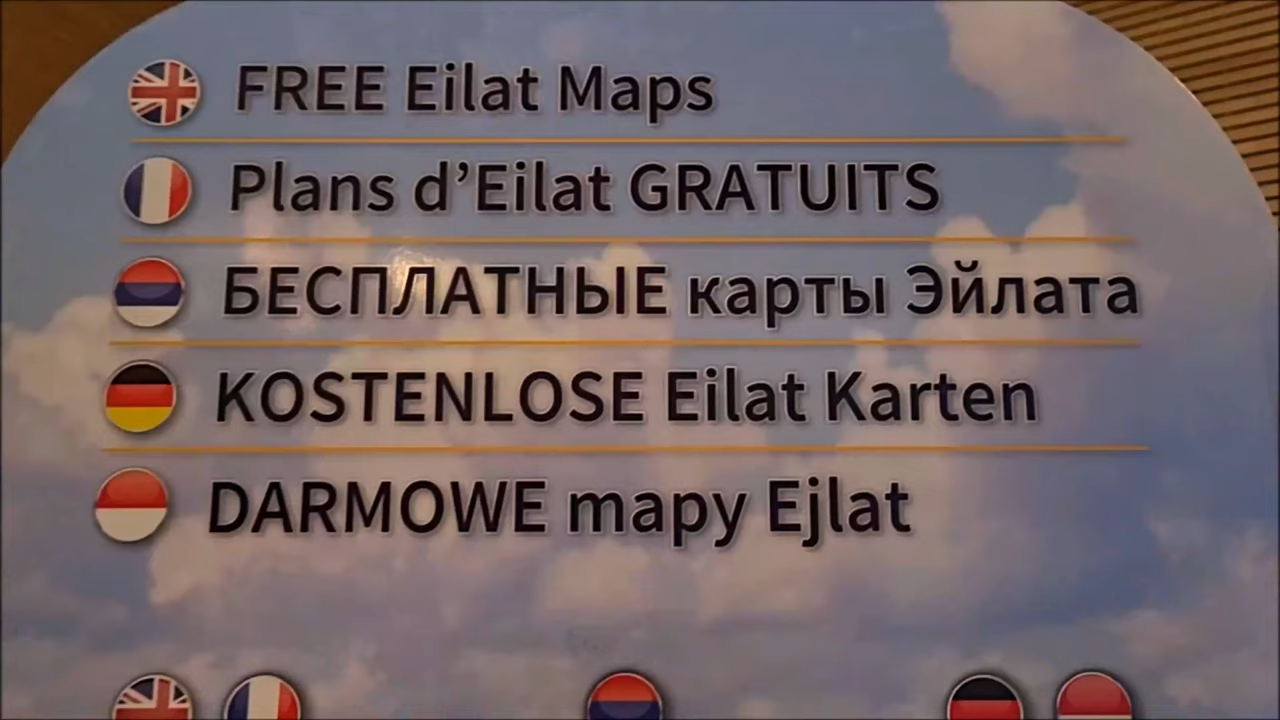 FREE Eilat Maps
Plans d’Eilat GRATUITS
БЕСПЛАТНЫЕ карты Эйлата
KOSTENLOSE Eilat Karten
DARMOWE mapy Ejlat